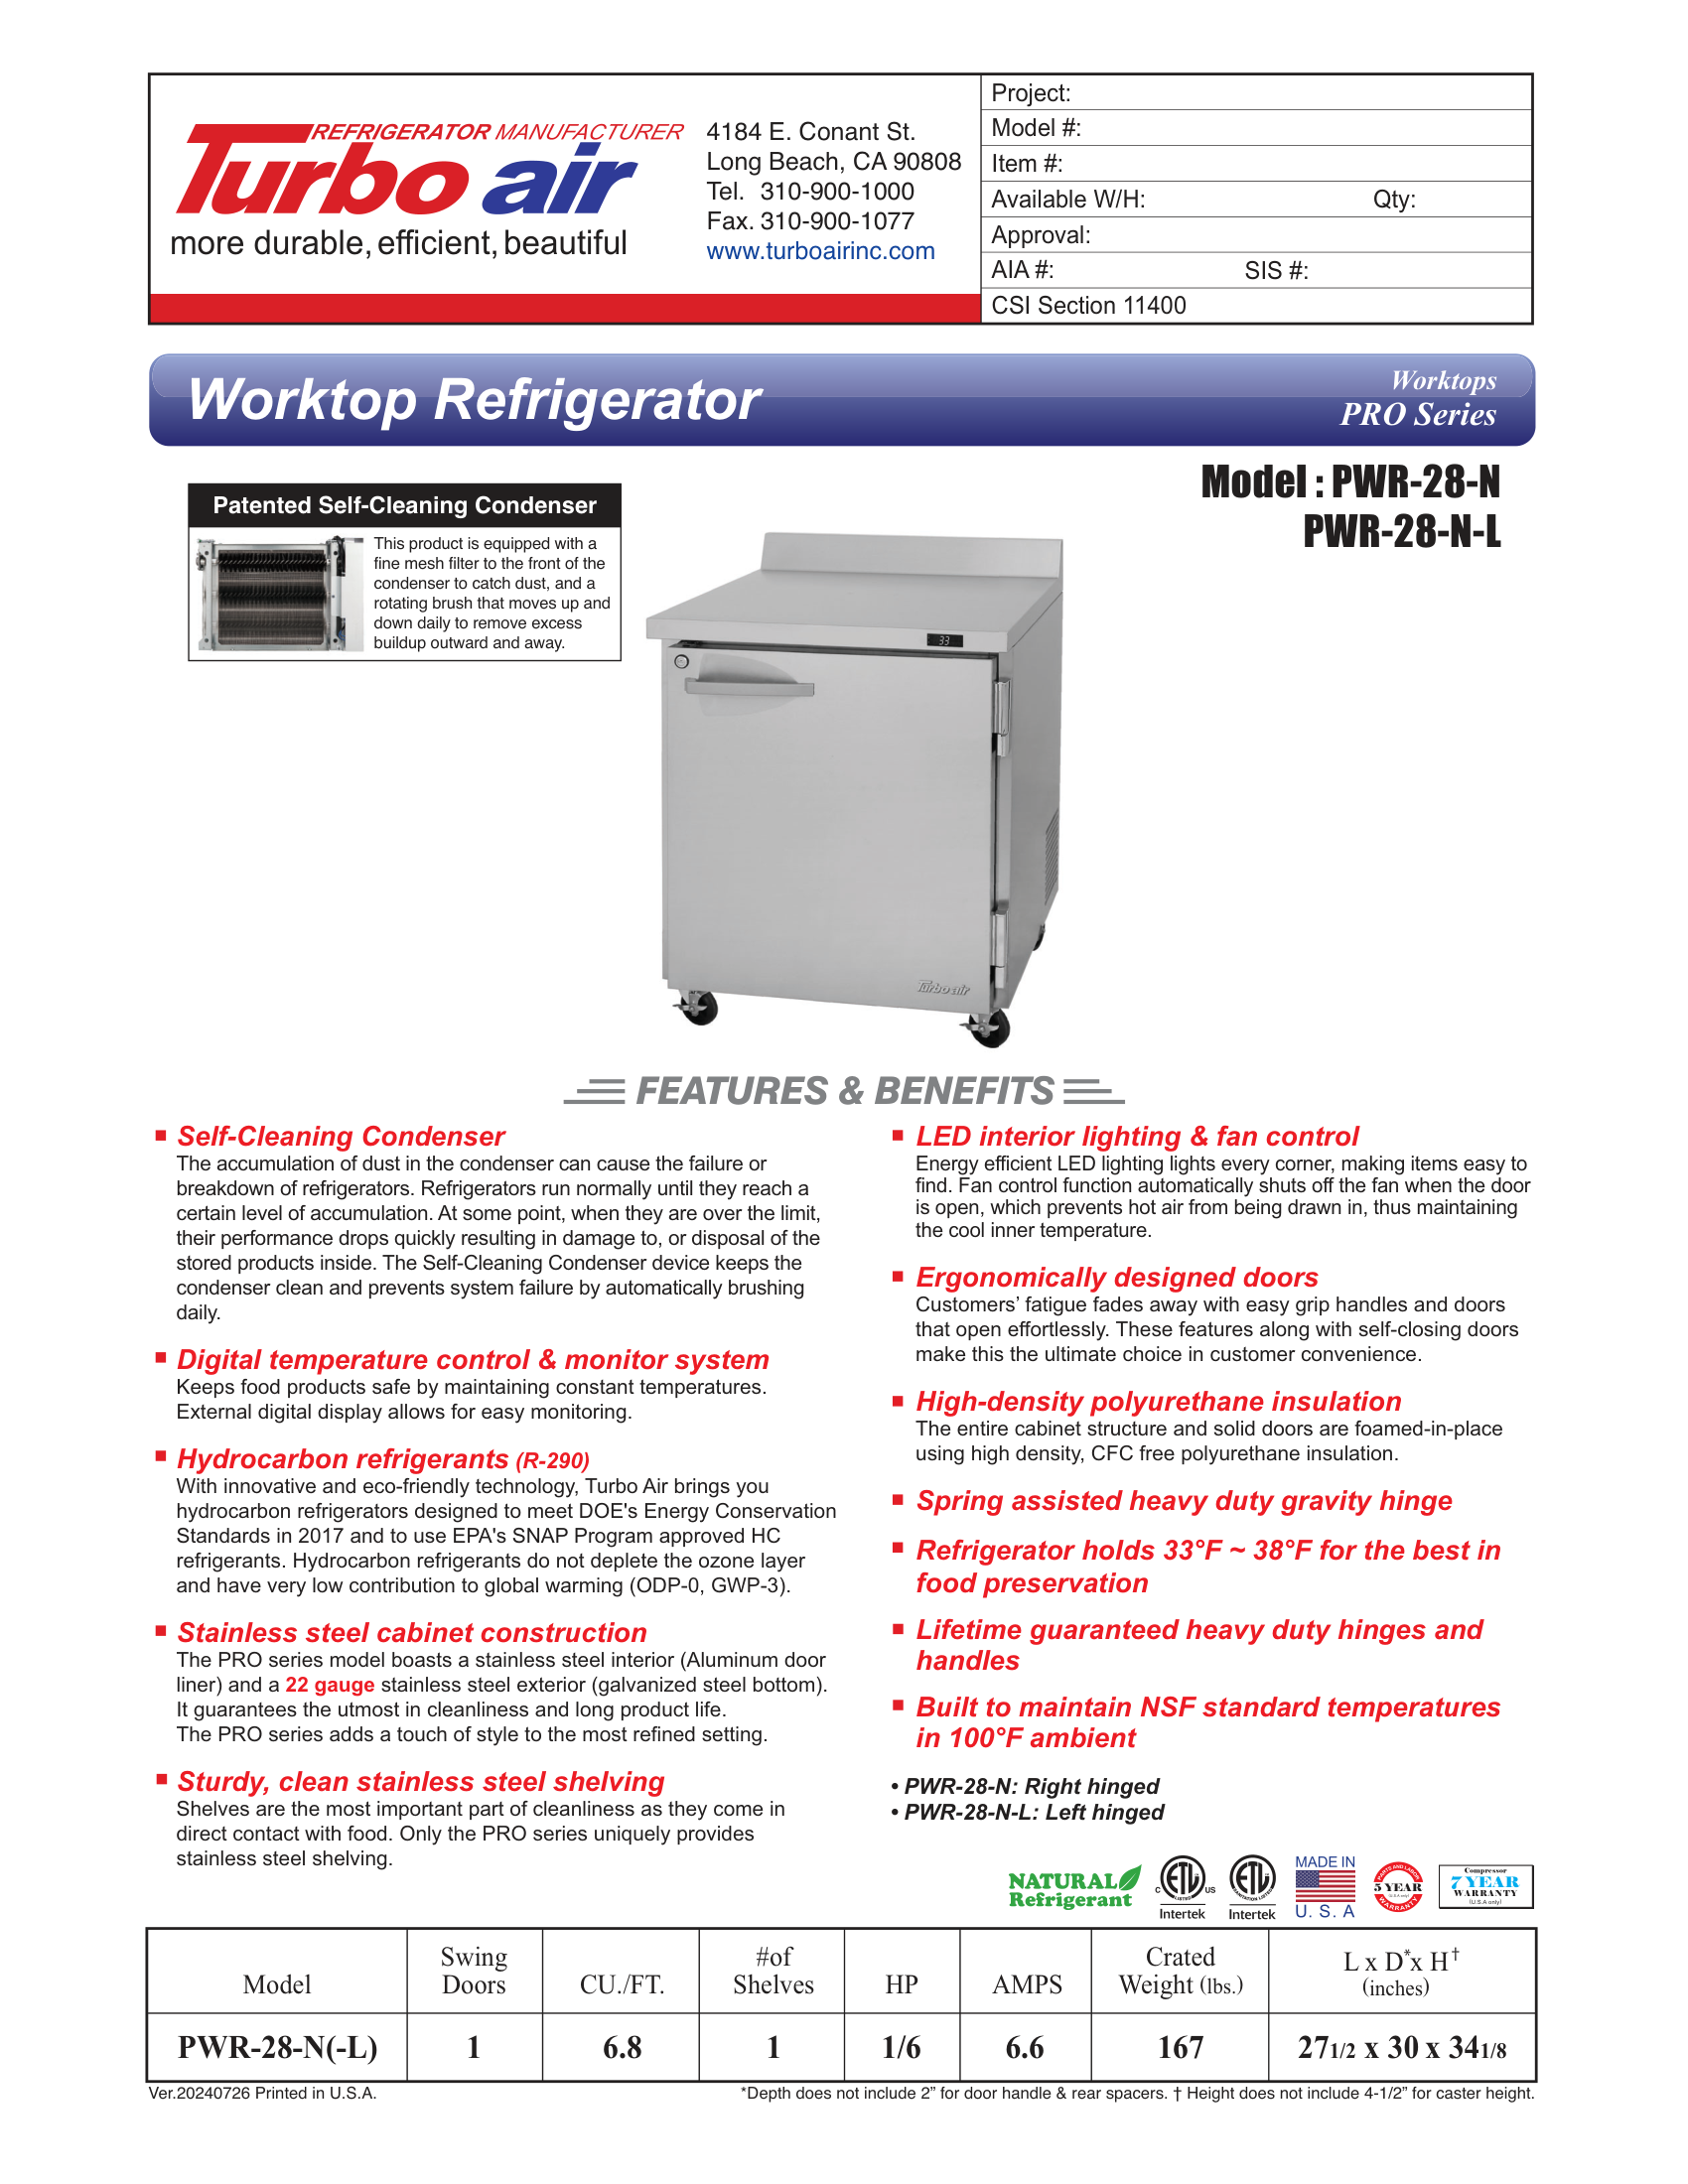 REFRIGERATOR MANUFACTURER
Turbo air
more durable, efficient, beautiful
4184 E. Conant St.
Long Beach, CA 90808
Tel. 310-900-1000
Fax. 310-900-1077
www.turboairinc.com
Project:
Model #:
Item #:
Available W/H: Qty:
Approval:
AIA #: SIS #:
CSI Section 11400
Worktop Refrigerator
Worktops
PRO Series
Model : PWR-28-N
PWR-28-N-L
Patented Self-Cleaning Condenser
This product is equipped with a
fine mesh filter to the front of the
condenser to catch dust, and a
rotating brush that moves up and
down daily to remove excess
buildup outward and away.
33
Turbo air
FEATURES & BENEFITS
■ Self-Cleaning Condenser
The accumulation of dust in the condenser can cause the failure or
breakdown of refrigerators. Refrigerators run normally until they reach a
certain level of accumulation. At some point, when they are over the limit,
their performance drops quickly resulting in damage to, or disposal of the
stored products inside. The Self-Cleaning Condenser device keeps the
condenser clean and prevents system failure by automatically brushing
daily.
■ Digital temperature control & monitor system
Keeps food products safe by maintaining constant temperatures.
External digital display allows for easy monitoring.
■ Hydrocarbon refrigerants (R-290)
With innovative and eco-friendly technology, Turbo Air brings you
hydrocarbon refrigerators designed to meet DOE's Energy Conservation
Standards in 2017 and to use EPA's SNAP Program approved HC
refrigerants. Hydrocarbon refrigerants do not deplete the ozone layer
and have very low contribution to global warming (ODP-0, GWP-3).
■ Stainless steel cabinet construction
The PRO series model boasts a stainless steel interior (Aluminum door
liner) and a 22 gauge stainless steel exterior (galvanized steel bottom).
It guarantees the utmost in cleanliness and long product life.
The PRO series adds a touch of style to the most refined setting.
■ Sturdy, clean stainless steel shelving
Shelves are the most important part of cleanliness as they come in
direct contact with food. Only the PRO series uniquely provides
stainless steel shelving.
■ LED interior lighting & fan control
Energy efficient LED lighting lights every corner, making items easy to
find. Fan control function automatically shuts off the fan when the door
is open, which prevents hot air from being drawn in, thus maintaining
the cool inner temperature.
■ Ergonomically designed doors
Customers’ fatigue fades away with easy grip handles and doors
that open effortlessly. These features along with self-closing doors
make this the ultimate choice in customer convenience.
■ High-density polyurethane insulation
The entire cabinet structure and solid doors are foamed-in-place
using high density, CFC free polyurethane insulation.
■ Spring assisted heavy duty gravity hinge
■ Refrigerator holds 33°F ~ 38°F for the best in
food preservation
■ Lifetime guaranteed heavy duty hinges and
handles
■ Built to maintain NSF standard temperatures
in 100°F ambient
• PWR-28-N: Right hinged
• PWR-28-N-L: Left hinged
NATURAL
Refrigerant
C ETL US
LISTED
Intertek
ETL
SANITATION LISTED
Intertek
MADE IN
U. S. A
PARTS AND LABOR
5 YEAR
(U.S.A only)
WARRANTY
Compressor
7 YEAR
WARRANTY
(U.S.A only)
Model Swing Doors CU./FT. #of Shelves HP AMPS Crated Weight (lbs.) L x D* x H† (inches)
PWR-28-N(-L) 1 6.8 1 1/6 6.6 167 271/2 x 30 x 341/8
Ver.20240726 Printed in U.S.A.
*Depth does not include 2” for door handle & rear spacers. † Height does not include 4-1/2” for caster height.